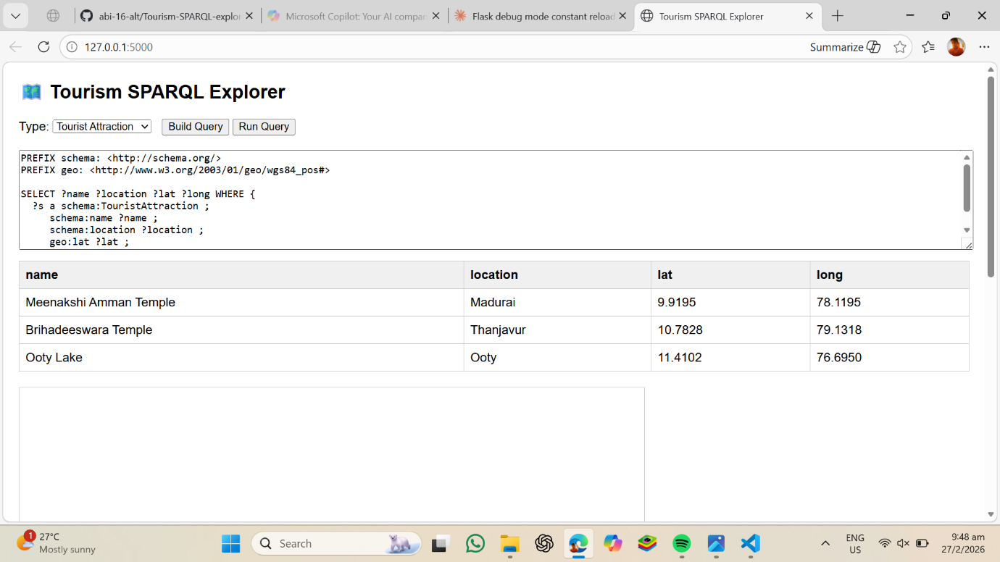 abi-16-alt/Tourism-SPARQL-explor
Microsoft Copilot: Your AI compan
Flask debug mode constant reload
Tourism SPARQL Explorer
127.0.0.1:5000
Summarize
Tourism SPARQL Explorer
Type: Tourist Attraction Build Query Run Query
PREFIX schema: <http://schema.org/>
PREFIX geo: <http://www.w3.org/2003/01/geo/wgs84_pos#>
SELECT ?name ?location ?lat ?long WHERE {
?s a schema:TouristAttraction ;
schema:name ?name ;
schema:location ?location ;
geo:lat ?lat ;
name location lat long
Meenakshi Amman Temple Madurai 9.9195 78.1195
Brihadeeswara Temple Thanjavur 10.7828 79.1318
Ooty Lake Ooty 11.4102 76.6950
1
27°C
Mostly sunny
Search
ENG
US
9:48 am
27/2/2026